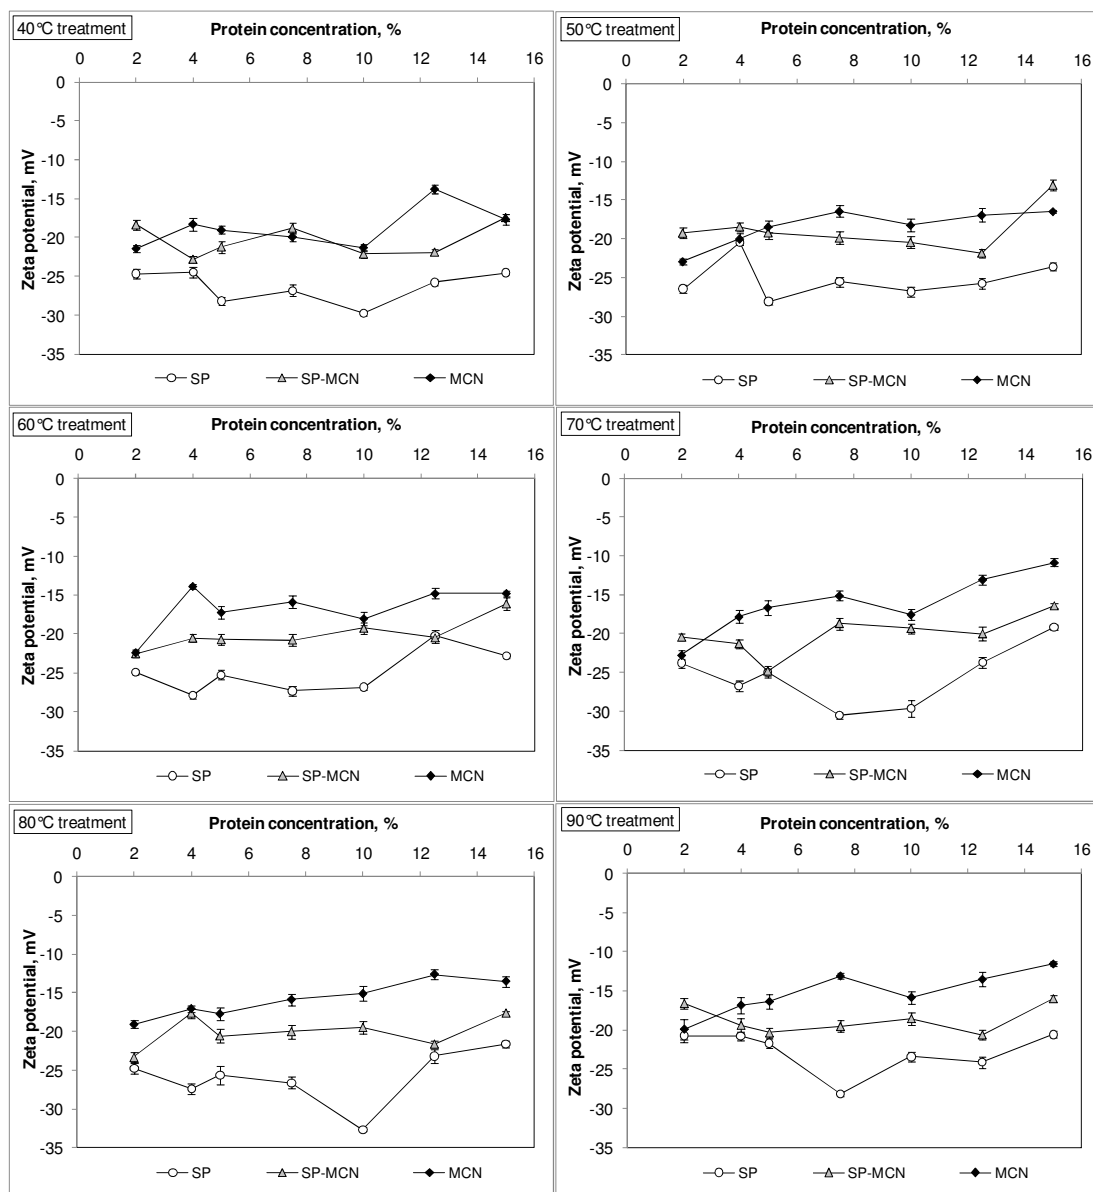 40°C treatment
Protein concentration, %
0 2 4 6 8 10 12 14 16
0
-5
-10
-15
-20
-25
-30
-35
Zeta potential, mV
SP SP-MCN MCN
50°C treatment
Protein concentration, %
0 2 4 6 8 10 12 14 16
0
-5
-10
-15
-20
-25
-30
-35
Zeta potential, mV
SP SP-MCN MCN
60°C treatment
Protein concentration, %
0 2 4 6 8 10 12 14 16
0
-5
-10
-15
-20
-25
-30
-35
Zeta potential, mV
SP SP-MCN MCN
70°C treatment
Protein concentration, %
0 2 4 6 8 10 12 14 16
0
-5
-10
-15
-20
-25
-30
-35
Zeta potential, mV
SP SP-MCN MCN
80°C treatment
Protein concentration, %
0 2 4 6 8 10 12 14 16
0
-5
-10
-15
-20
-25
-30
-35
Zeta potential, mV
SP SP-MCN MCN
90°C treatment
Protein concentration, %
0 2 4 6 8 10 12 14 16
0
-5
-10
-15
-20
-25
-30
-35
Zeta potential, mV
SP SP-MCN MCN